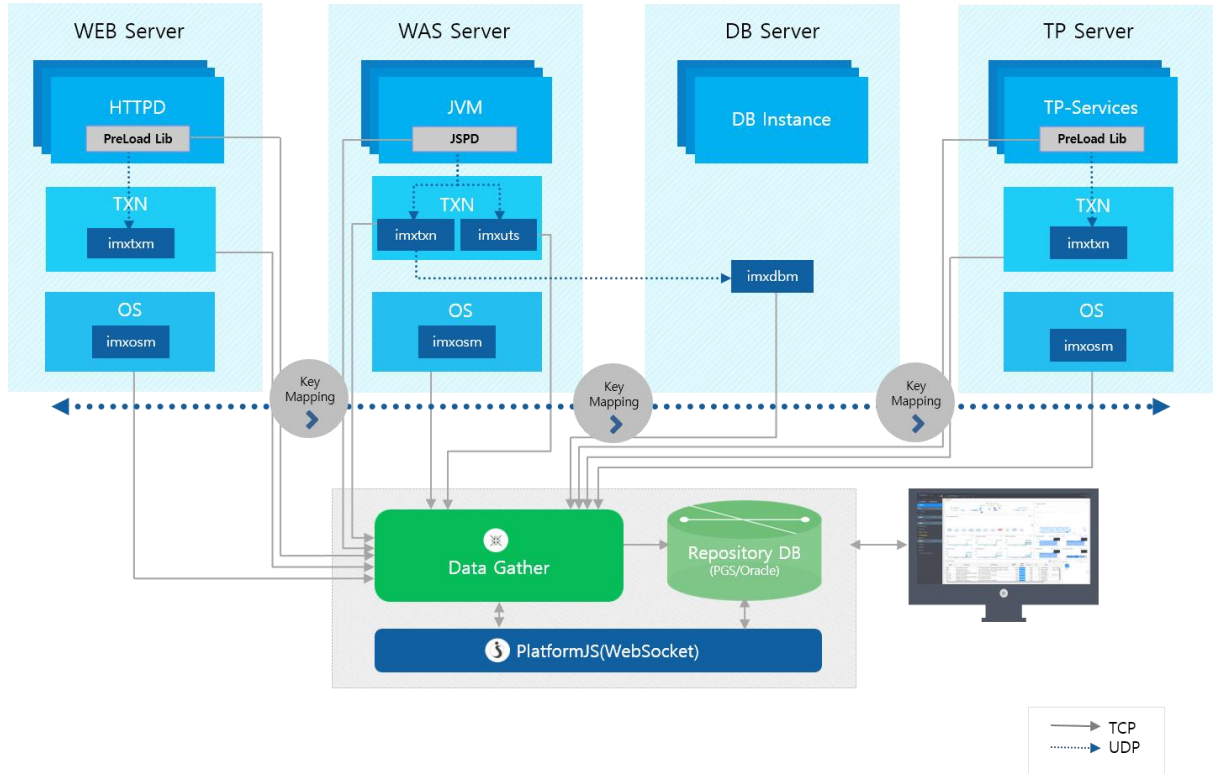 WEB Server
WAS Server
DB Server
TP Server
HTTPD
PreLoad Lib
TXN
imxtxm
OS
imxosm
JVM
JSPD
TXN
imxtxn
imxuts
OS
imxosm
DB Instance
imxdbm
TP-Services
PreLoad Lib
TXN
imxtxn
OS
imxosm
Key
Mapping
Key
Mapping
Key
Mapping
Data Gather
Repository DB
(PGS/Oracle)
PlatformJS(WebSocket)
TCP
UDP